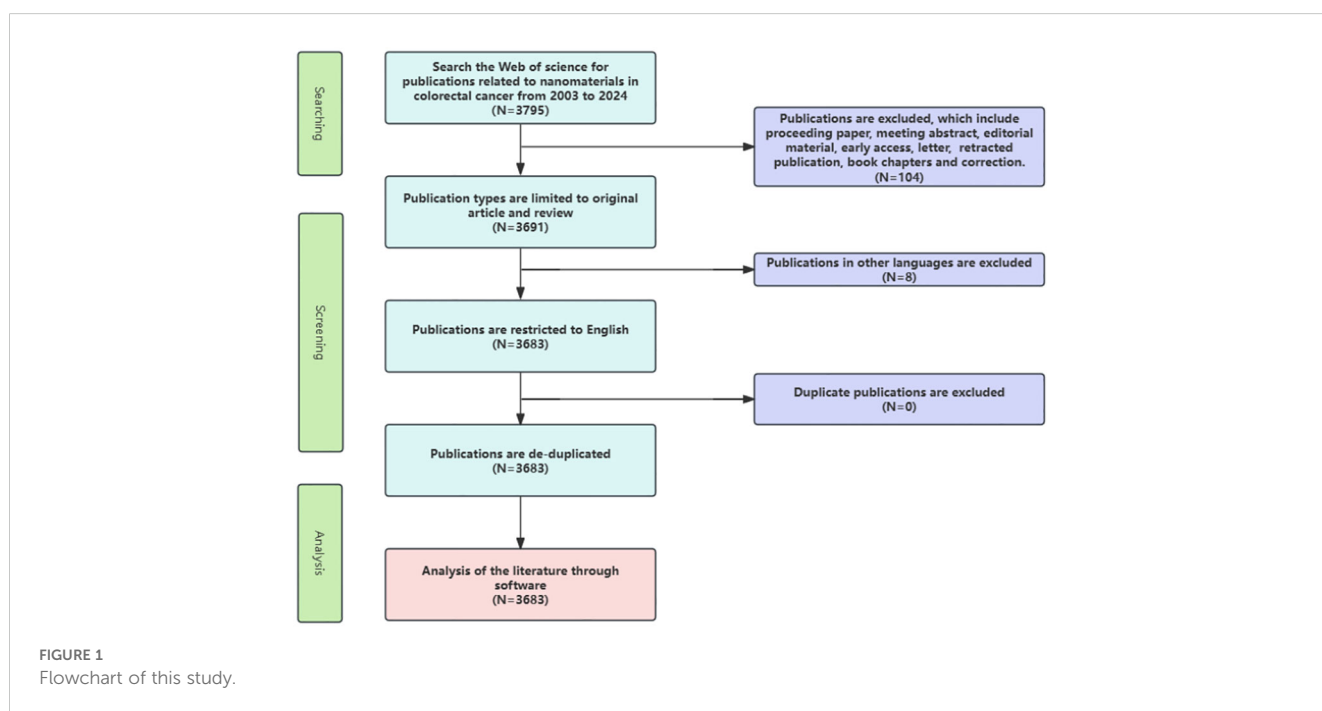 Searching
Search the Web of science for
publications related to nanomaterials in
colorectal cancer from 2003 to 2024
(N=3795)
Publications are excluded, which include
proceeding paper, meeting abstract, editorial
material, early access, letter, retracted
publication, book chapters and correction.
(N=104)
Publication types are limited to original
article and review
(N=3691)
Screening
Publications in other languages are excluded
(N=8)
Publications are restricted to English
(N=3683)
Duplicate publications are excluded
(N=0)
Publications are de-duplicated
(N=3683)
Analysis
Analysis of the literature through
software
(N=3683)
FIGURE 1
Flowchart of this study.